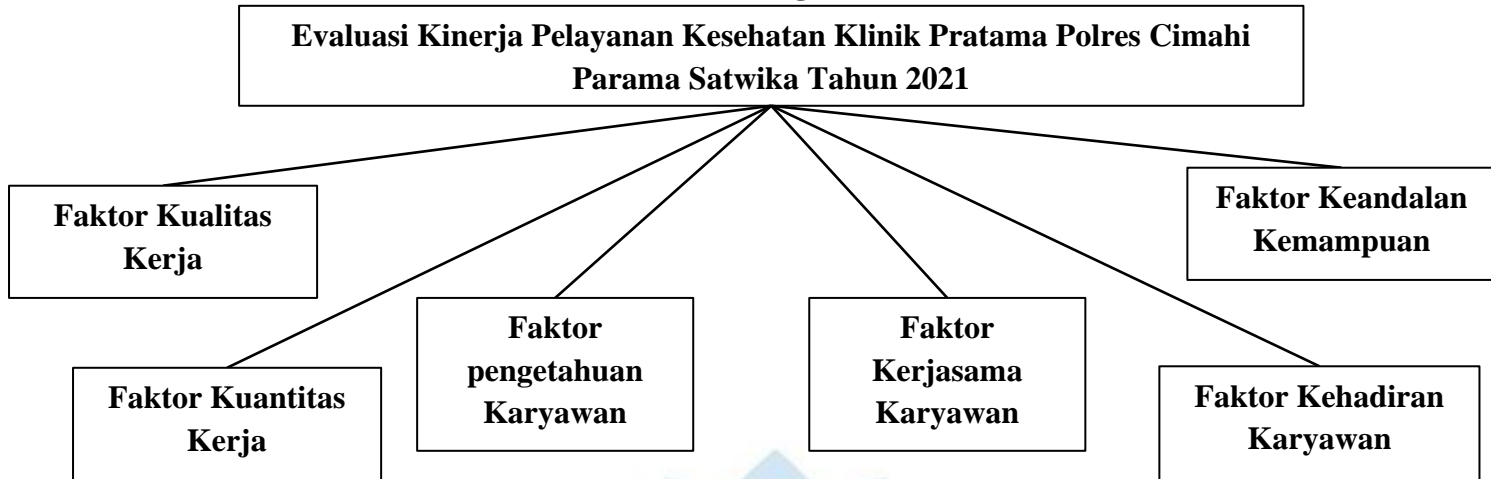 Evaluasi Kinerja Pelayanan Kesehatan Klinik Pratama Polres Cimahi
Parama Satwika Tahun 2021
Faktor Kualitas
Kerja
Faktor Kuantitas
Kerja
Faktor
pengetahuan
Karyawan
Faktor
Kerjasama
Karyawan
Faktor Kehadiran
Karyawan
Faktor Keandalan
Kemampuan